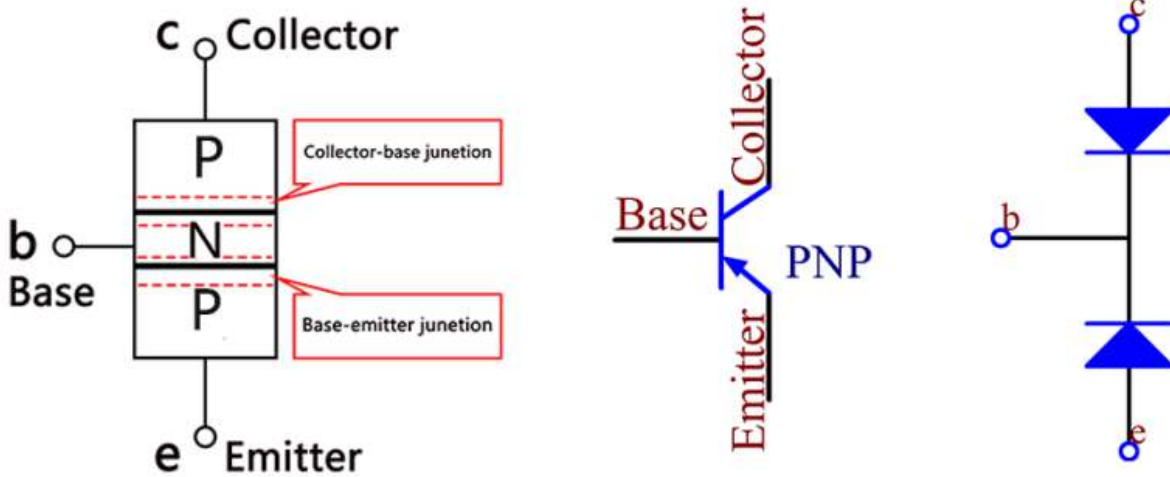 c Collector
P
Collector-base junetion
b
Base
N
P
Base-emitter junetion
e Emitter
Collector
Base
PNP
Emitter
c
b
e